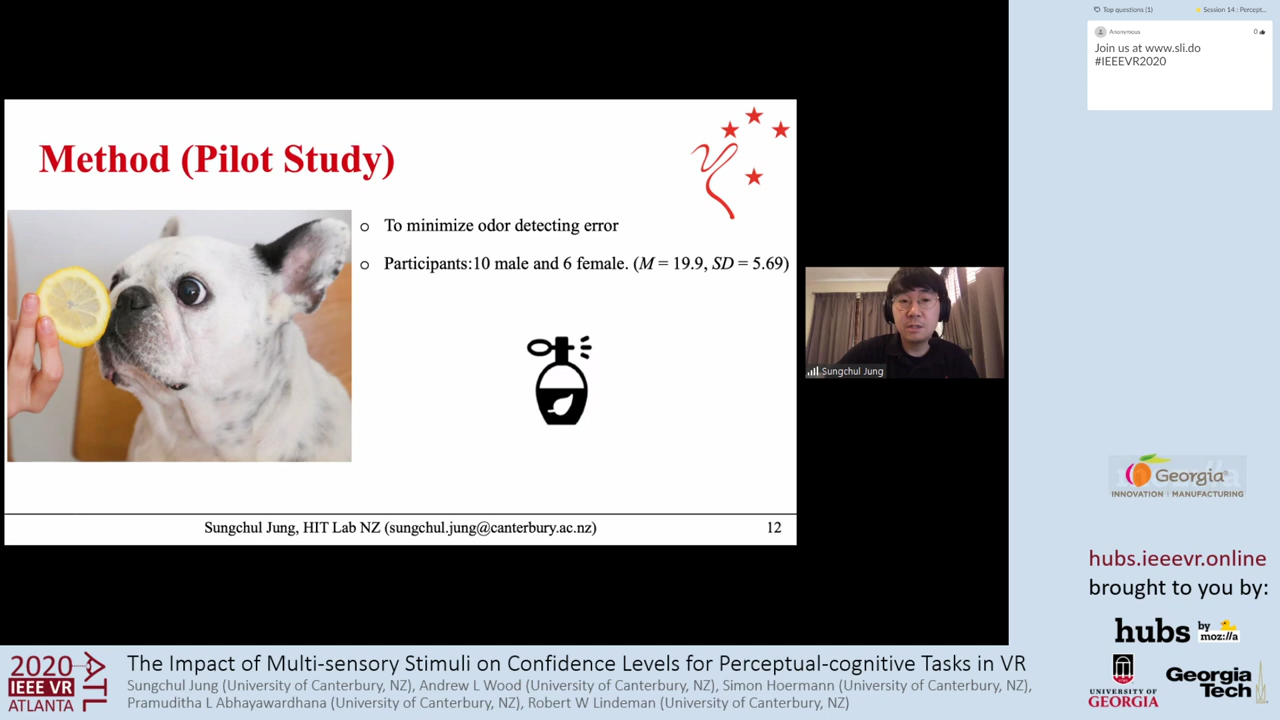 Method (Pilot Study)
To minimize odor detecting error
Participants:10 male and 6 female. (M = 19.9, SD = 5.69)
Sungchul Jung, HIT Lab NZ (sungchul.jung@canterbury.ac.nz)
12
Sungchul Jung
Top questions (1)
Session 14 : Percept...
Anonymous
0
Join us at www.sli.do
#IEEEVR2020
Georgia
INNOVATION | MANUFACTURING
hubs.ieeevr.online
brought to you by:
hubs by
moz://a
UNIVERSITY OF
GEORGIA
Georgia
Tech
2020
IEEE VR
ATLANTA
ATL
The Impact of Multi-sensory Stimuli on Confidence Levels for Perceptual-cognitive Tasks in VR
Sungchul Jung (University of Canterbury, NZ), Andrew L Wood (University of Canterbury, NZ), Simon Hoermann (University of Canterbury, NZ),
Pramuditha L Abhayawardhana (University of Canterbury, NZ), Robert W Lindeman (University of Canterbury, NZ)